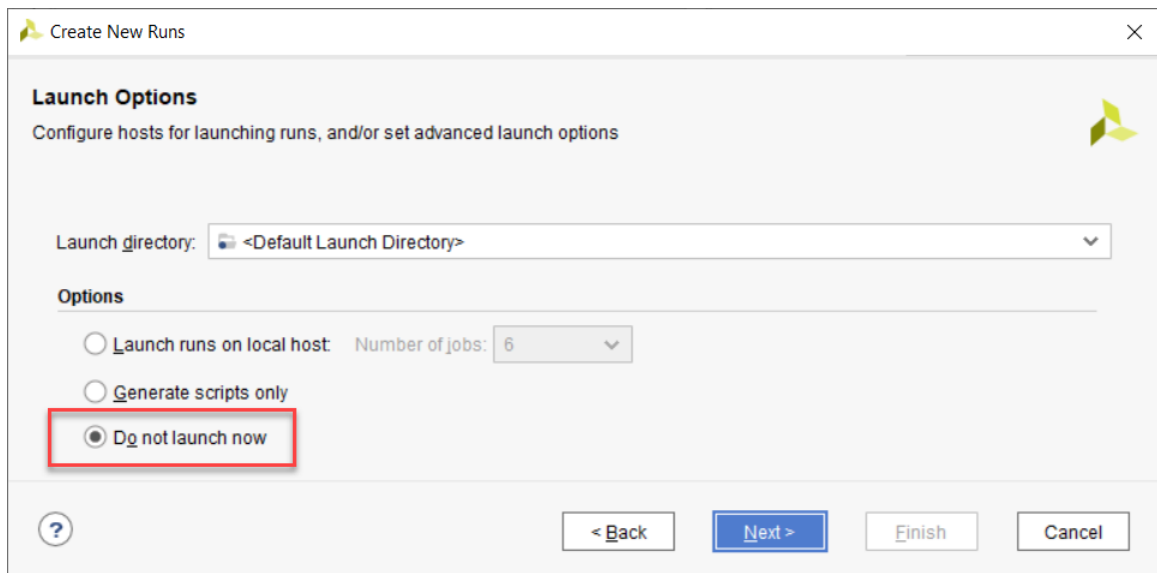 Create New Runs
Launch Options
Configure hosts for launching runs, and/or set advanced launch options
Launch directory: <Default Launch Directory>
Options
Launch runs on local host: Number of jobs: 6
Generate scripts only
Do not launch now
? < Back Next > Finish Cancel